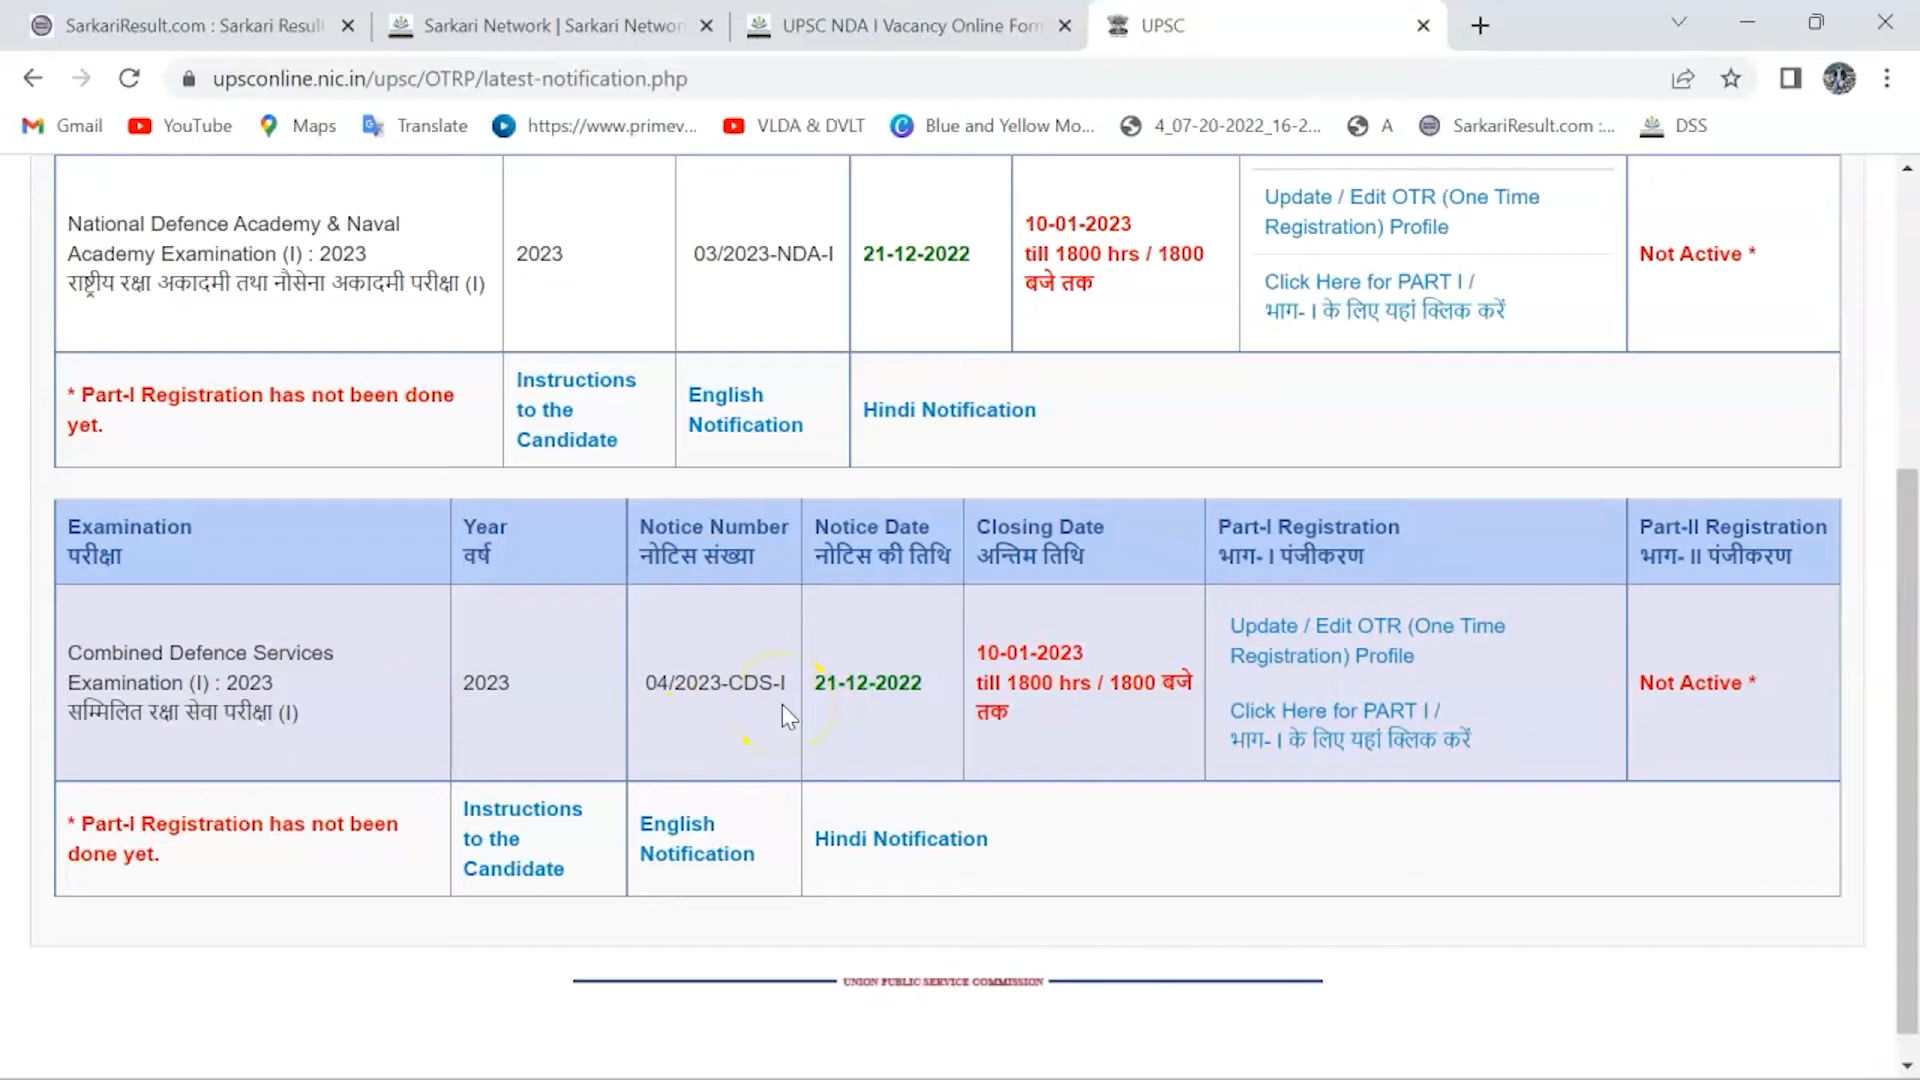 SarkariResult.com : Sarkari Result
Sarkari Network | Sarkari Networ
UPSC NDA I Vacancy Online Form
UPSC
upsconline.nic.in/upsc/OTRP/latest-notification.php
Gmail
YouTube
Maps
Translate
https://www.primev...
VLDA & DVLT
Blue and Yellow Mo...
4_07-20-2022_16-2...
A
SarkariResult.com :...
DSS
National Defence Academy & Naval
Academy Examination (I) : 2023
राष्ट्रीय रक्षा अकादमी तथा नौसेना अकादमी परीक्षा (I)
2023
03/2023-NDA-I
21-12-2022
10-01-2023
till 1800 hrs / 1800
बजे तक
Update / Edit OTR (One Time
Registration) Profile
Click Here for PART I /
भाग- I के लिए यहां क्लिक करें
Not Active *
* Part-I Registration has not been done
yet.
Instructions
to the
Candidate
English
Notification
Hindi Notification
Examination
परीक्षा
Year
वर्ष
Notice Number
नोटिस संख्या
Notice Date
नोटिस की तिथि
Closing Date
अन्तिम तिथि
Part-I Registration
भाग- I पंजीकरण
Part-II Registration
भाग- II पंजीकरण
Combined Defence Services
Examination (I) : 2023
सम्मिलित रक्षा सेवा परीक्षा (I)
2023
04/2023-CDS-I
21-12-2022
10-01-2023
till 1800 hrs / 1800 बजे
तक
Update / Edit OTR (One Time
Registration) Profile
Click Here for PART I /
भाग- I के लिए यहां क्लिक करें
Not Active *
* Part-I Registration has not been
done yet.
Instructions
to the
Candidate
English
Notification
Hindi Notification
UNION PUBLIC SERVICE COMMISSION